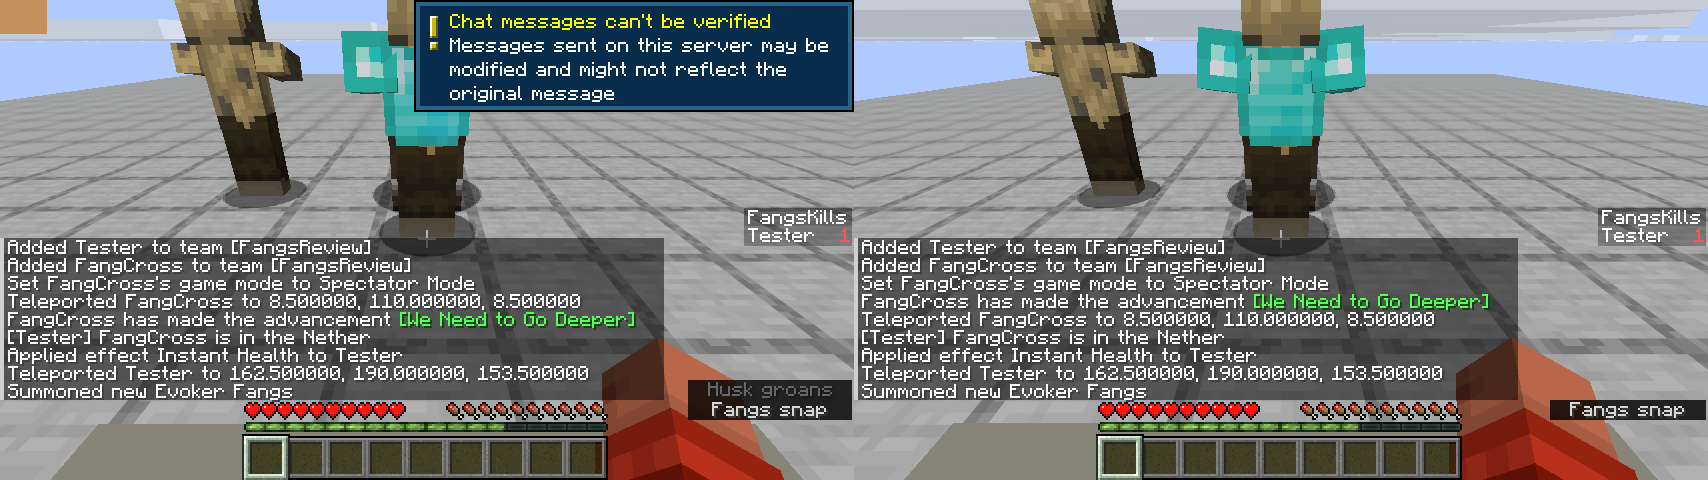 Chat messages can't be verified
Messages sent on this server may be
modified and might not reflect the
original message
FangsKills
Tester 1
Added Tester to team [FangsReview]
Added FangCross to team [FangsReview]
Set FangCross's game mode to Spectator Mode
Teleported FangCross to 8.500000, 110.000000, 8.500000
FangCross has made the advancement [We Need to Go Deeper]
[Tester] FangCross is in the Nether
Applied effect Instant Health to Tester
Teleported Tester to 162.500000, 190.000000, 153.500000
Summoned new Evoker Fangs
Husk groans
Fangs snap
FangsKills
Tester 1
Added Tester to team [FangsReview]
Added FangCross to team [FangsReview]
Set FangCross's game mode to Spectator Mode
FangCross has made the advancement [We Need to Go Deeper]
Teleported FangCross to 8.500000, 110.000000, 8.500000
[Tester] FangCross is in the Nether
Applied effect Instant Health to Tester
Teleported Tester to 162.500000, 190.000000, 153.500000
Summoned new Evoker Fangs
Fangs snap